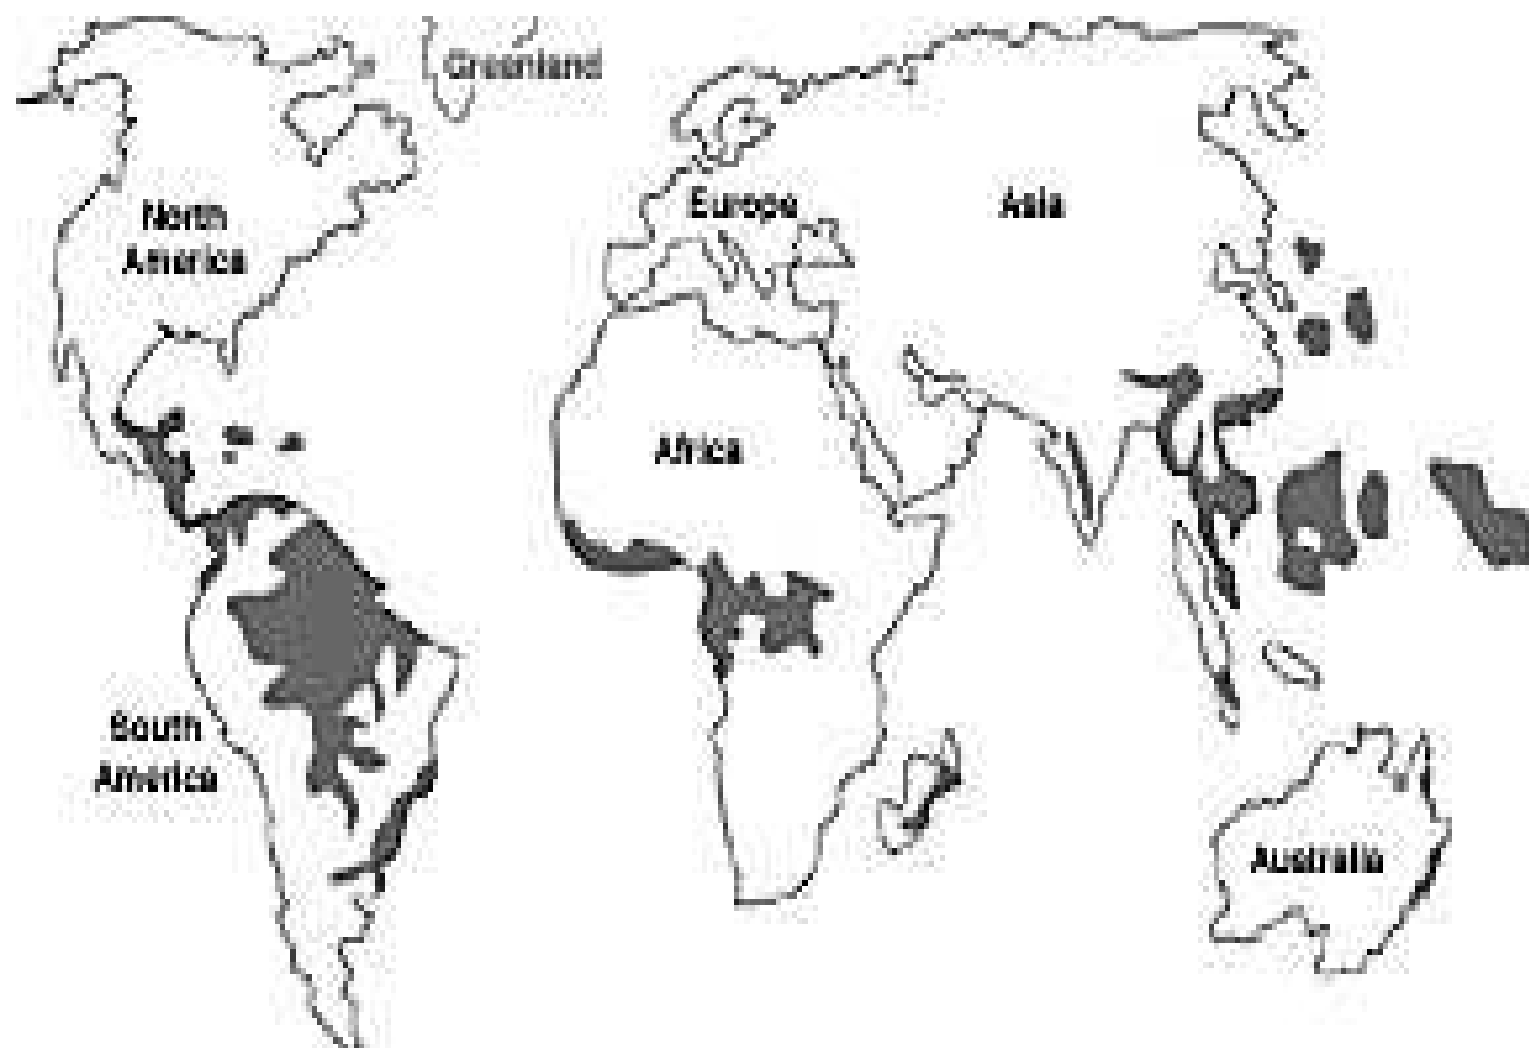 Greenland
North
America
Europe
Asia
Africa
South
America
Australia